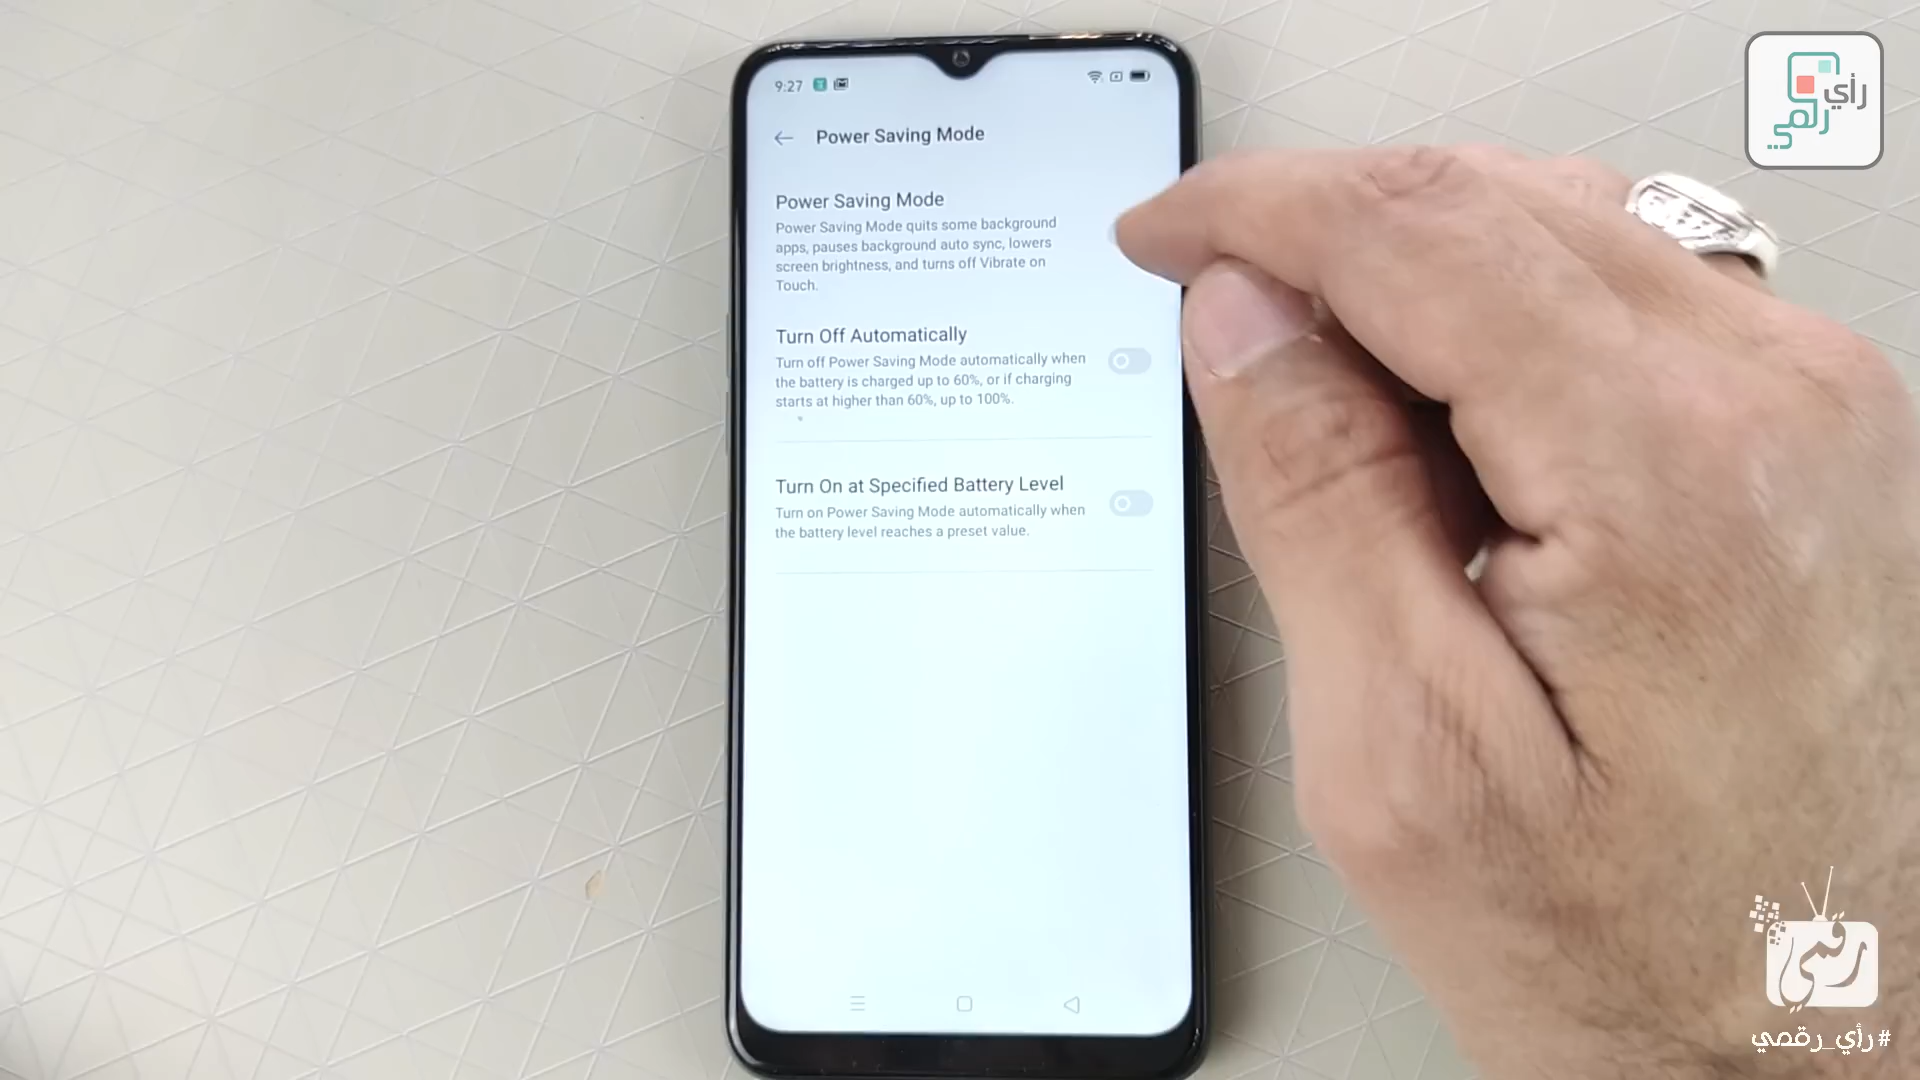 9:27
Power Saving Mode
Power Saving Mode
Power Saving Mode quits some background
apps, pauses background auto sync, lowers
screen brightness, and turns off Vibrate on
Touch.
Turn Off Automatically
Turn off Power Saving Mode automatically when
the battery is charged up to 60%, or if charging
starts at higher than 60%, up to 100%.
Turn On at Specified Battery Level
Turn on Power Saving Mode automatically when
the battery level reaches a preset value.
رأي
رقمي
رقمي
#رأي_رقمي